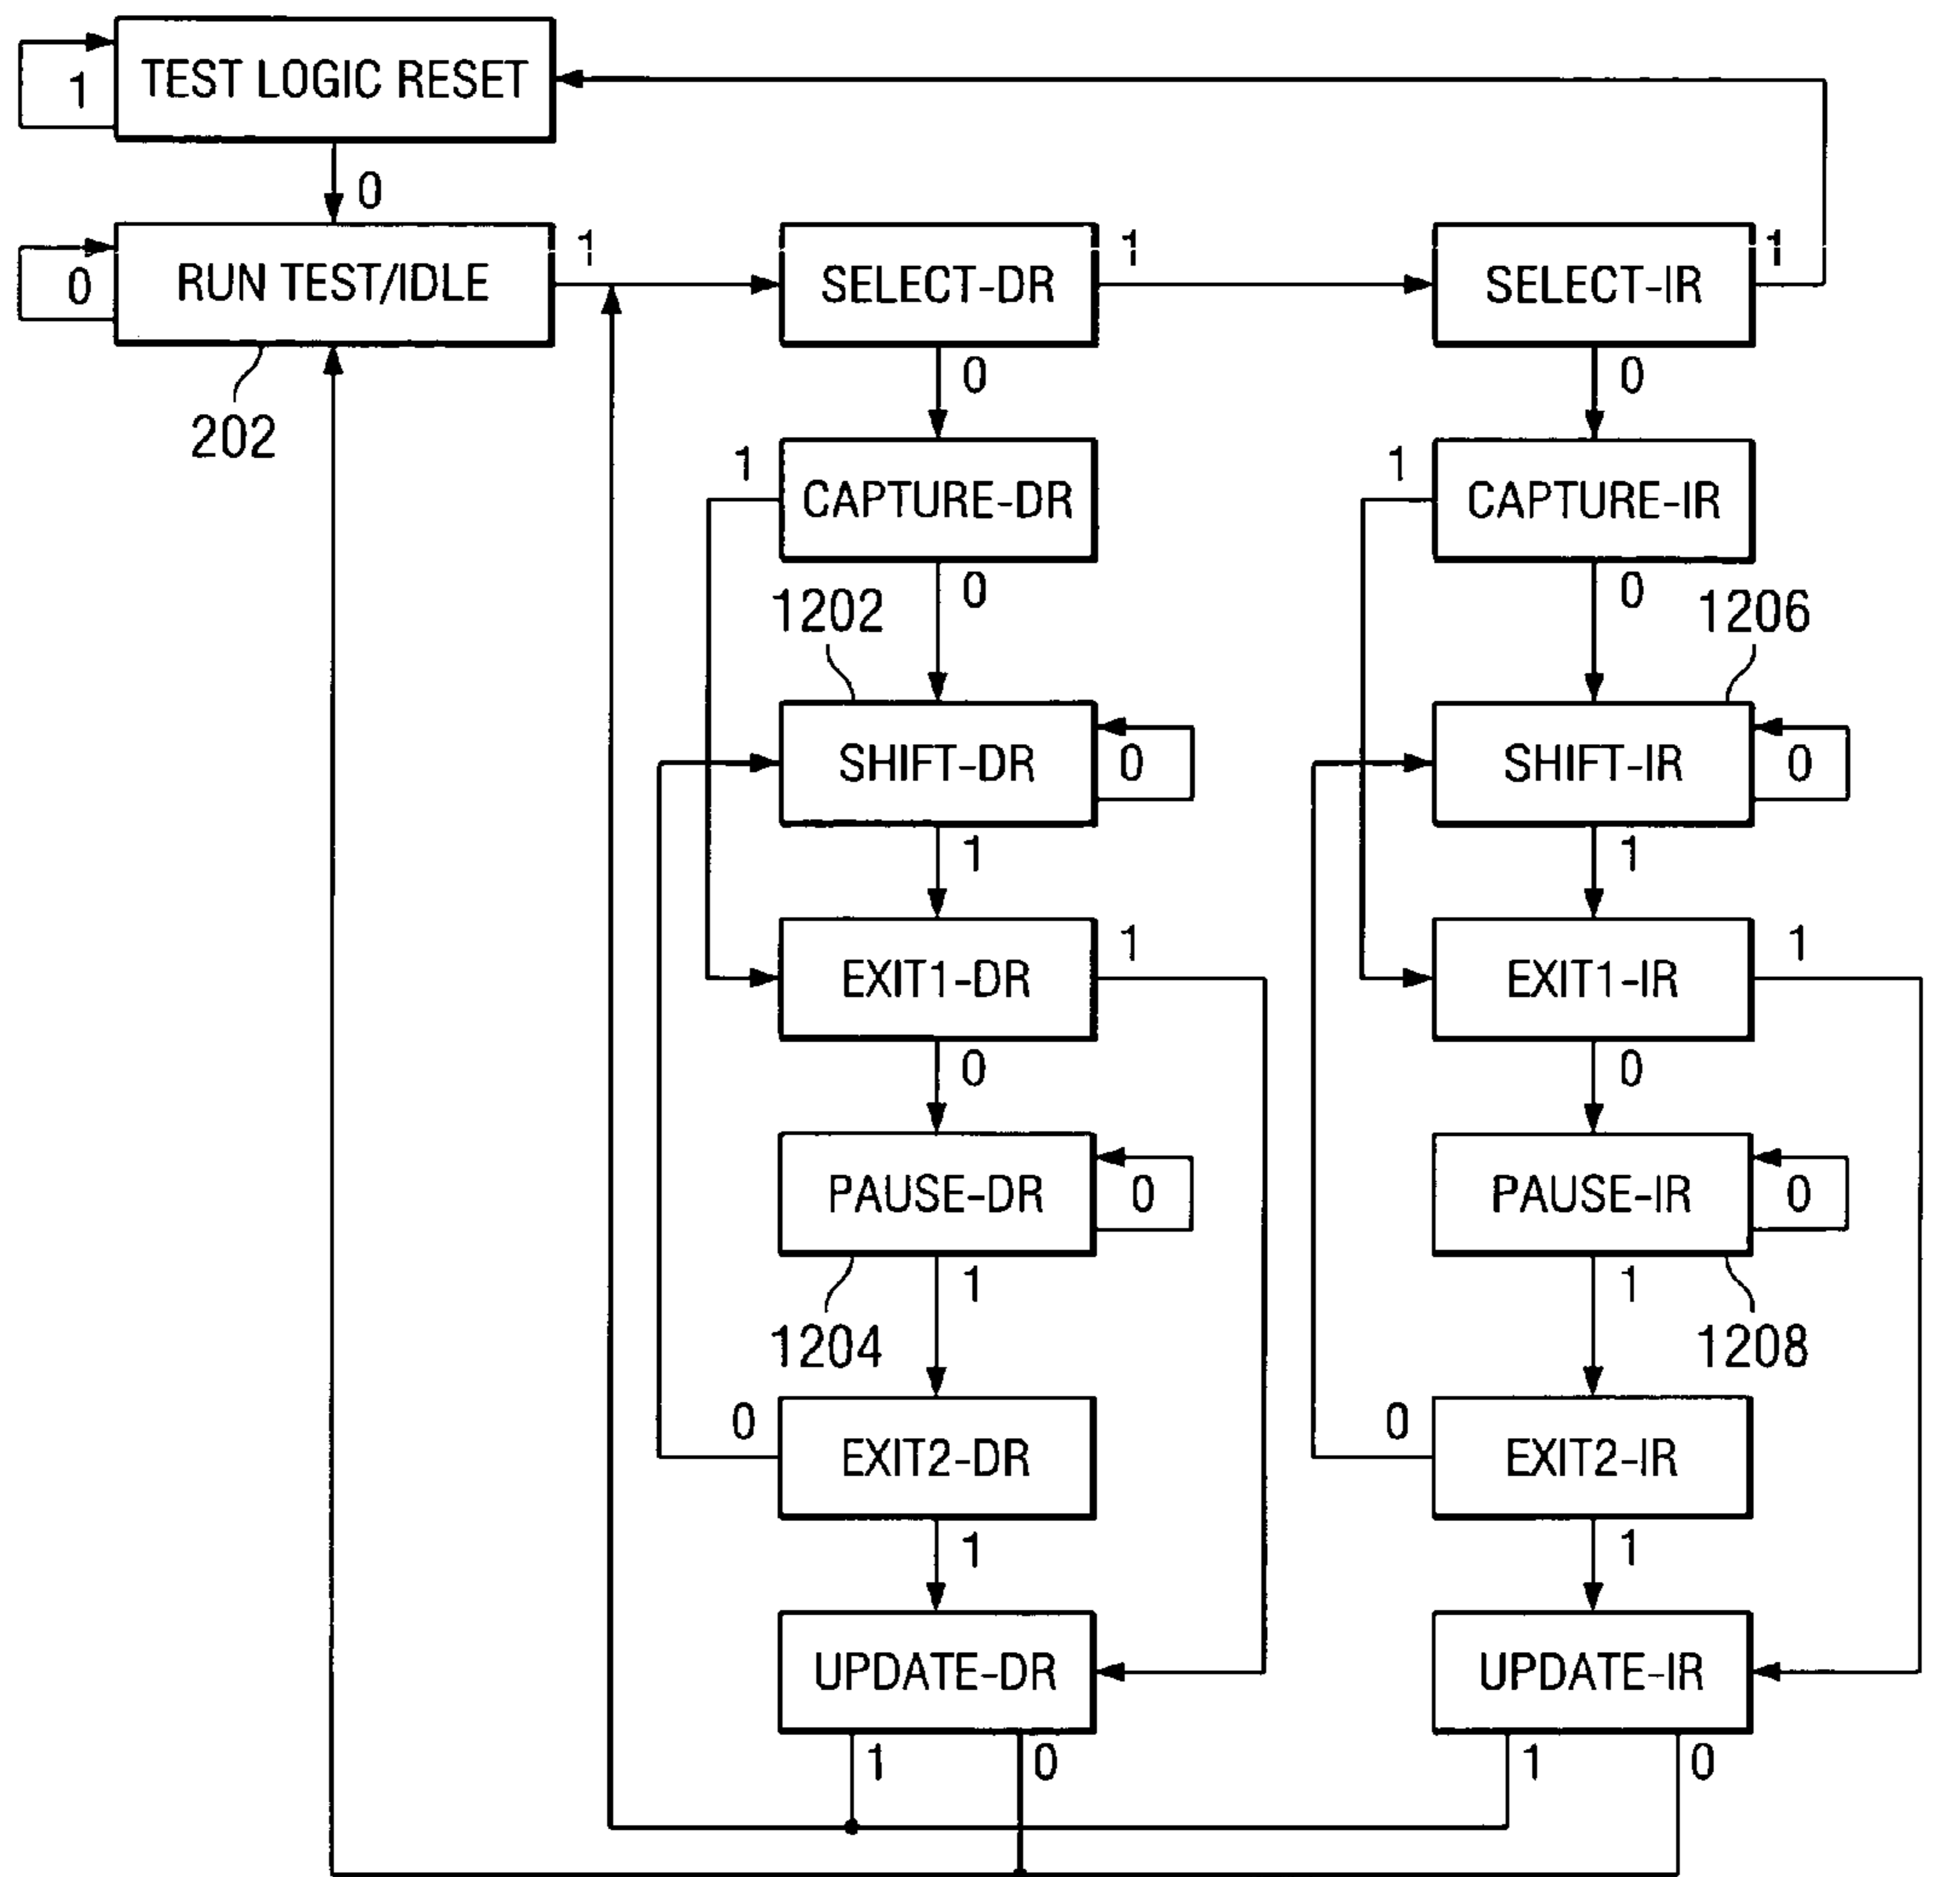 TEST LOGIC RESET
1
0
RUN TEST/IDLE
0
1
202
SELECT-DR
1
0
SELECT-IR
1
0
CAPTURE-DR
1
0
CAPTURE-IR
1
0
1202
SHIFT-DR
0
1
1206
SHIFT-IR
0
1
EXIT1-DR
1
0
EXIT1-IR
1
0
PAUSE-DR
0
1
1204
PAUSE-IR
0
1
1208
EXIT2-DR
0
1
EXIT2-IR
0
1
UPDATE-DR
1
0
UPDATE-IR
1
0